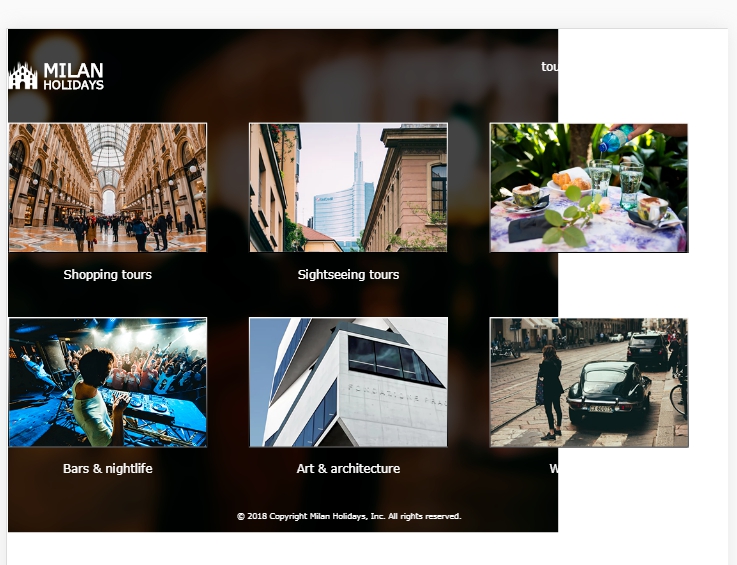 MILAN
HOLIDAYS
tou
Shopping tours
Sightseeing tours
Bars & nightlife
Art & architecture
W
© 2018 Copyright Milan Holidays, Inc. All rights reserved.